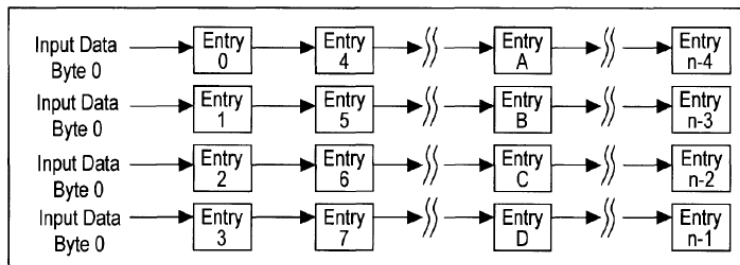 Input Data Byte 0 Entry 0 Entry 4 Entry A Entry n-4
Input Data Byte 0 Entry 1 Entry 5 Entry B Entry n-3
Input Data Byte 0 Entry 2 Entry 6 Entry C Entry n-2
Input Data Byte 0 Entry 3 Entry 7 Entry D Entry n-1